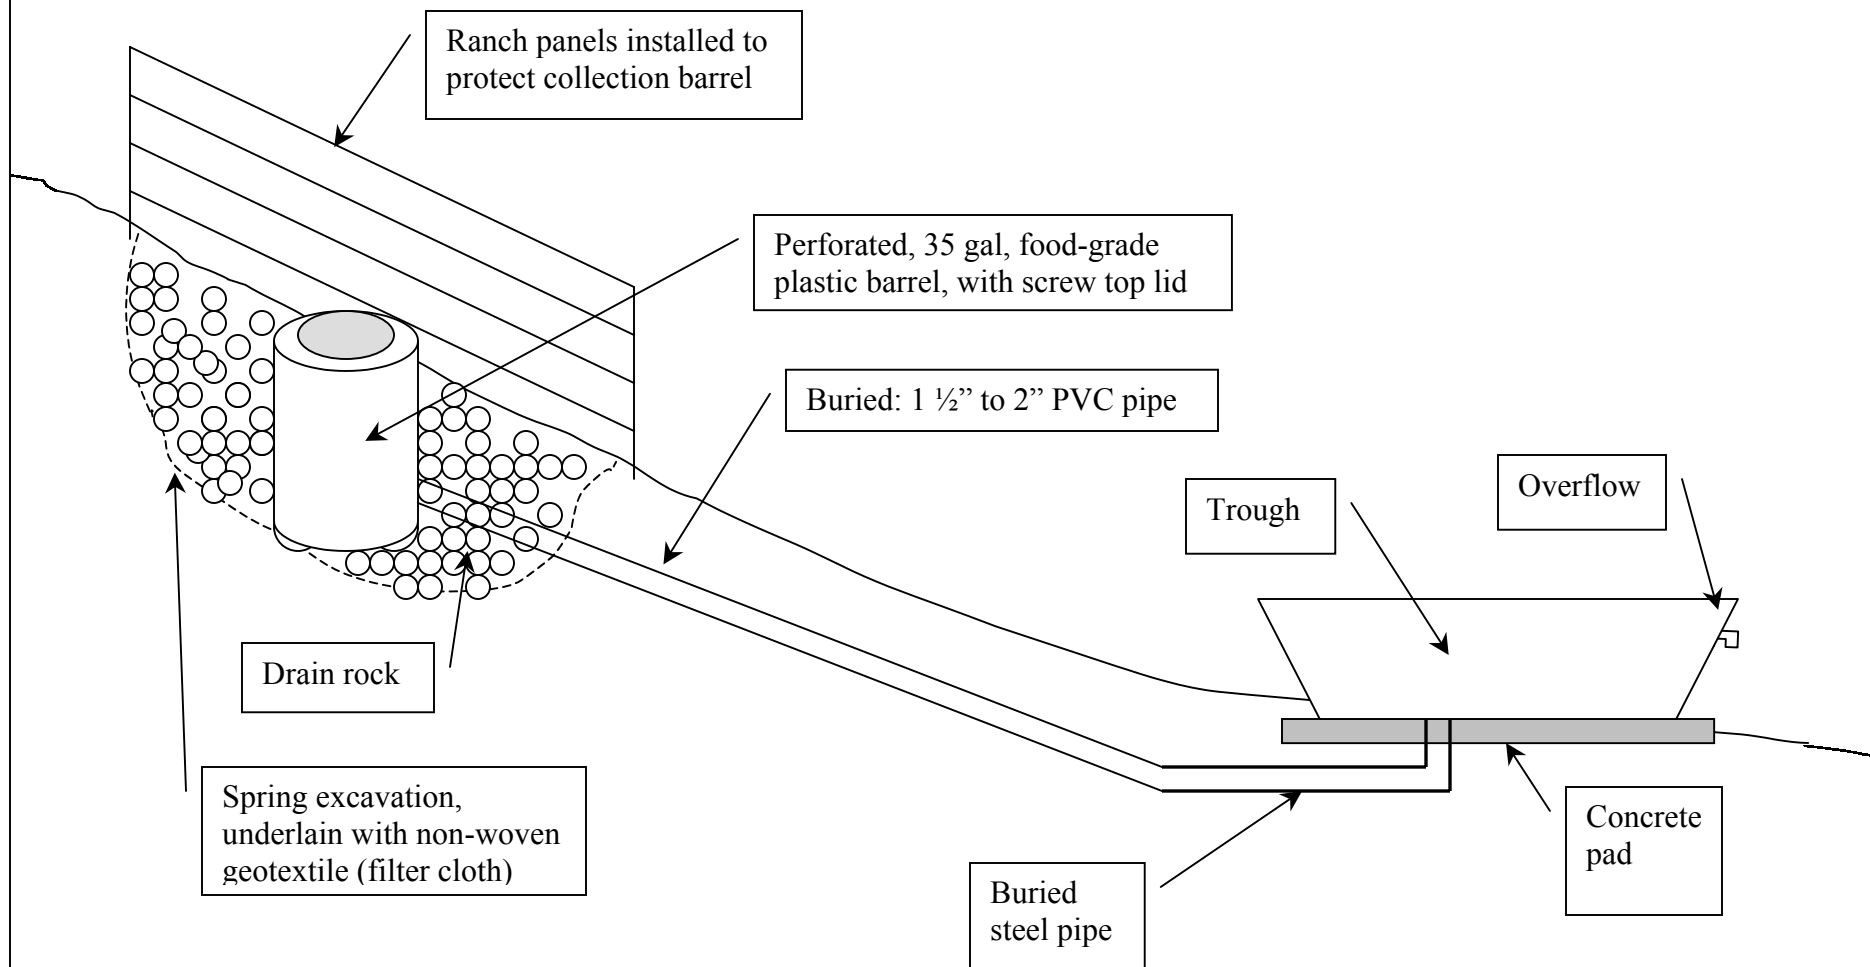 Ranch panels installed to
protect collection barrel
Perforated, 35 gal, food-grade
plastic barrel, with screw top lid
Buried: 1 ½” to 2” PVC pipe
Overflow
Trough
Drain rock
Spring excavation,
underlain with non-woven
geotextile (filter cloth)
Concrete
pad
Buried
steel pipe